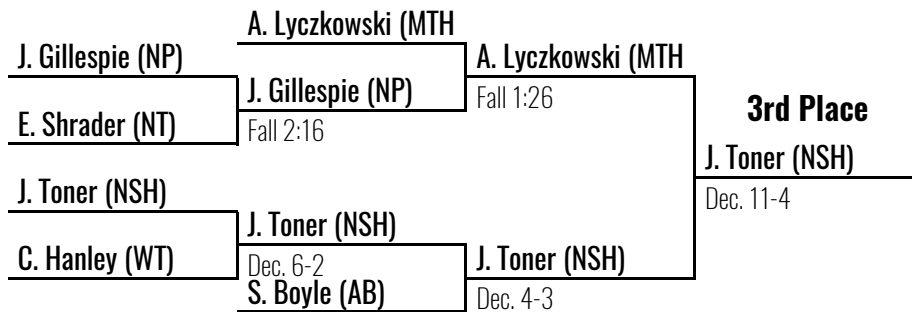 A. Lyczkowski (MTH
J. Gillespie (NP)
A. Lyczkowski (MTH
J. Gillespie (NP)
Fall 1:26
3rd Place
E. Shrader (NT)
Fall 2:16
J. Toner (NSH)
J. Toner (NSH)
Dec. 11-4
J. Toner (NSH)
C. Hanley (WT)
Dec. 6-2
J. Toner (NSH)
S. Boyle (AB)
Dec. 4-3